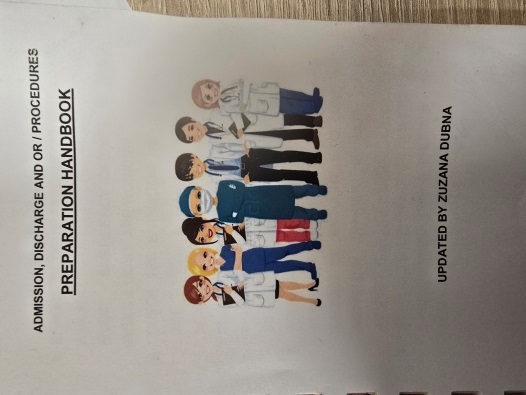 ADMISSION, DISCHARGE AND OR / PROCEDURES
PREPARATION HANDBOOK
UPDATED BY ZUZANA DUBNA